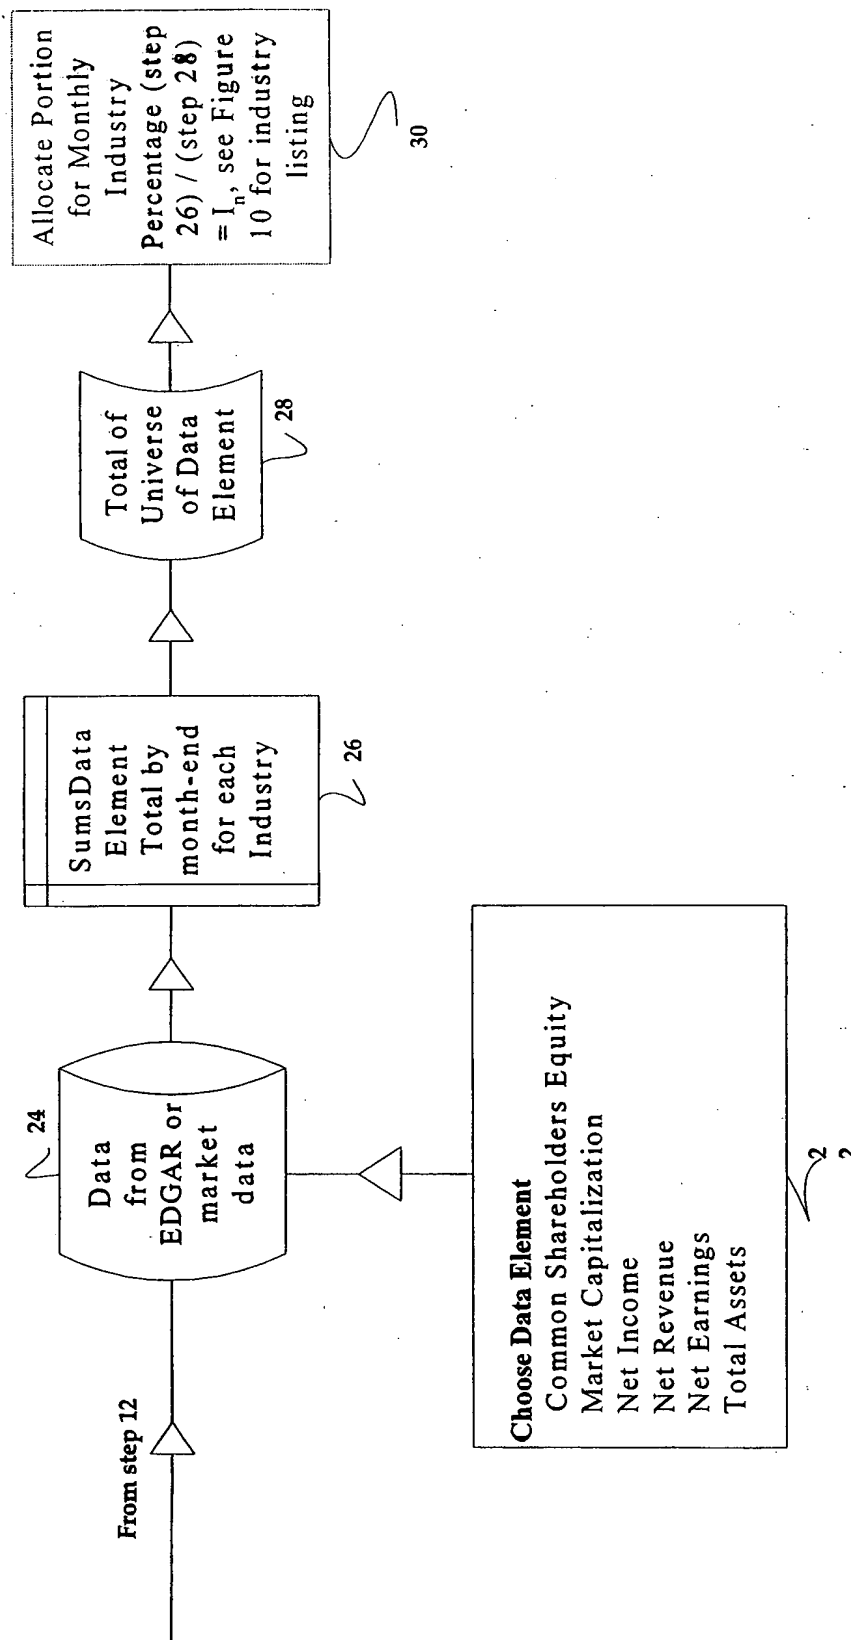 From step 12
24
Data
from
EDGAR or
market
data
Choose Data Element
Common Shareholders Equity
Market Capitalization
Net Income
Net Revenue
Net Earnings
Total Assets
2
2
SumsData
Element
Total by
month-end
for each
Industry
26
Total of
Universe
of Data
Element
28
Allocate Portion
for Monthly
Industry
Percentage (step
26) / (step 28)
= Iₙ, see Figure
10 for industry
listing
30